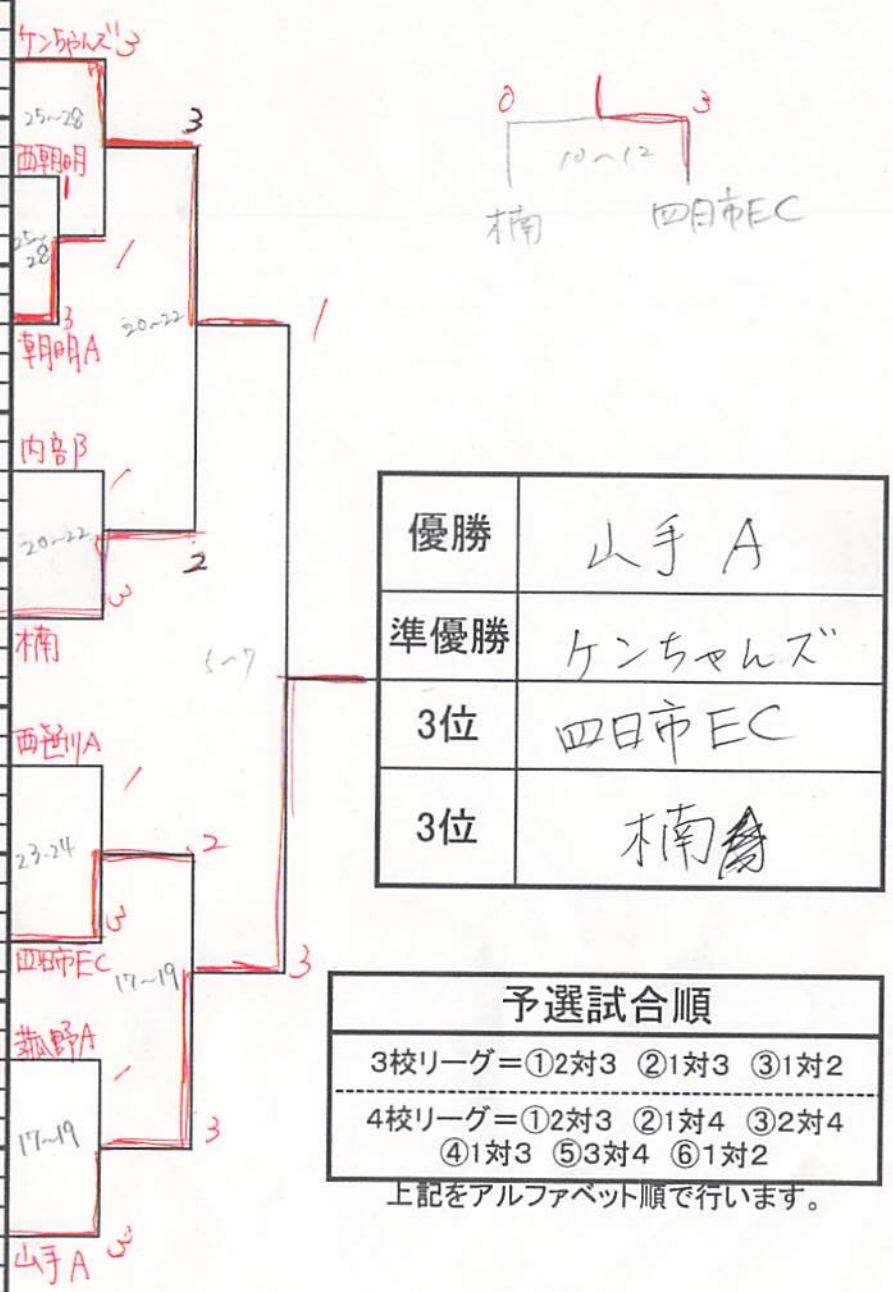 ケンちゃんズ 3
25~28
3
西朝明
1
25~28
1
3
朝明A
20~22
1
内部
1
20~22
2
3
楠
西笹川A
1
23.24
2
3
四日市EC
17~19
3
菰野A
1
17~19
3
3
山手A
0
3
10~12
楠
四日市EC
優勝 山手 A
準優勝 ケンちゃんズ
3位 四日市EC
3位 楠
予選試合順
3校リーグ=①2対3 ②1対3 ③1対2
4校リーグ=①2対3 ②1対4 ③2対4
④1対3 ⑤3対4 ⑥1対2
上記をアルファベット順で行います。